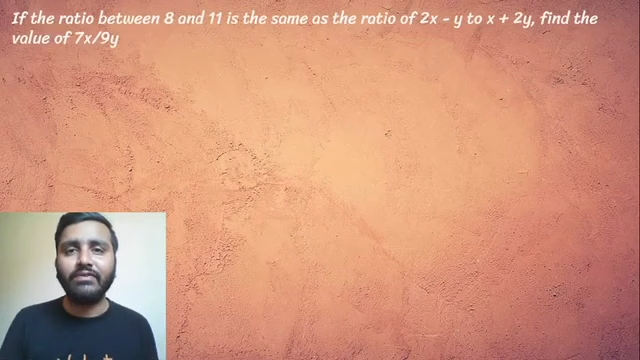 If the ratio between 8 and 11 is the same as the ratio of 2x - y to x + 2y, find the
value of 7x/9y